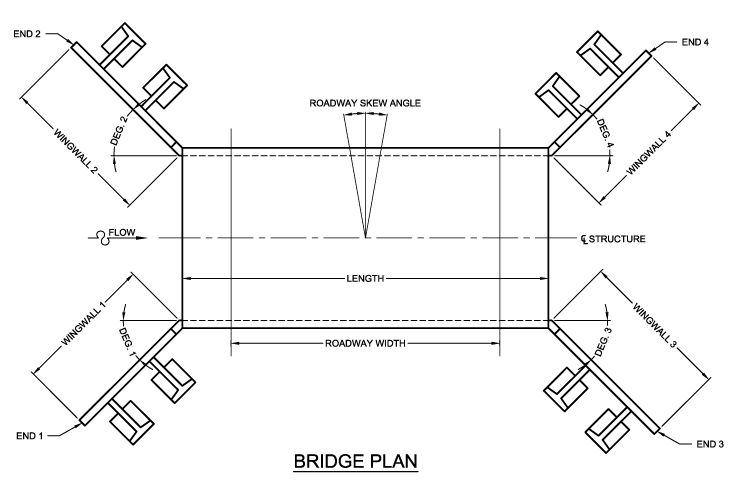 END 2
END 4
ROADWAY SKEW ANGLE
DEG. 2
DEG. 4
WINGWALL 2
WINGWALL 4
FLOW
℄ STRUCTURE
LENGTH
WINGWALL 1
WINGWALL 3
DEG. 1
ROADWAY WIDTH
DEG. 3
END 1
END 3
BRIDGE PLAN